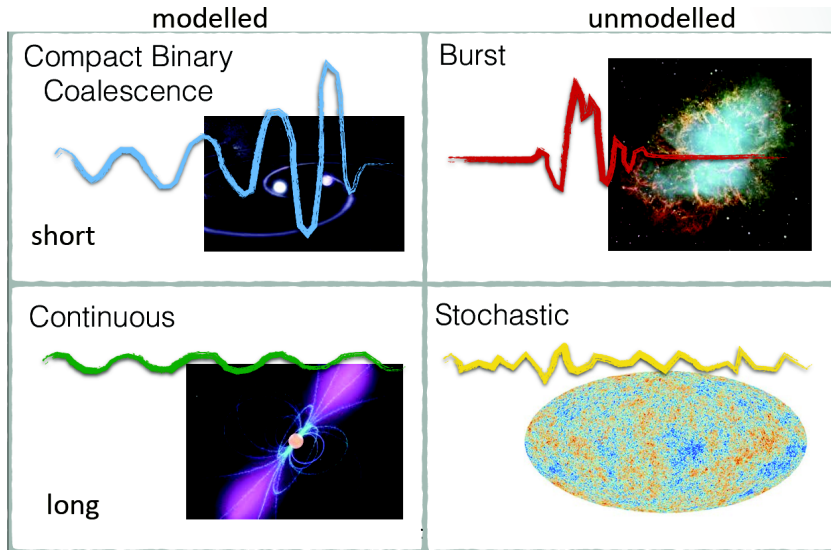 modelled
unmodelled
Compact Binary
Coalescence
Burst
short
Continuous
Stochastic
long